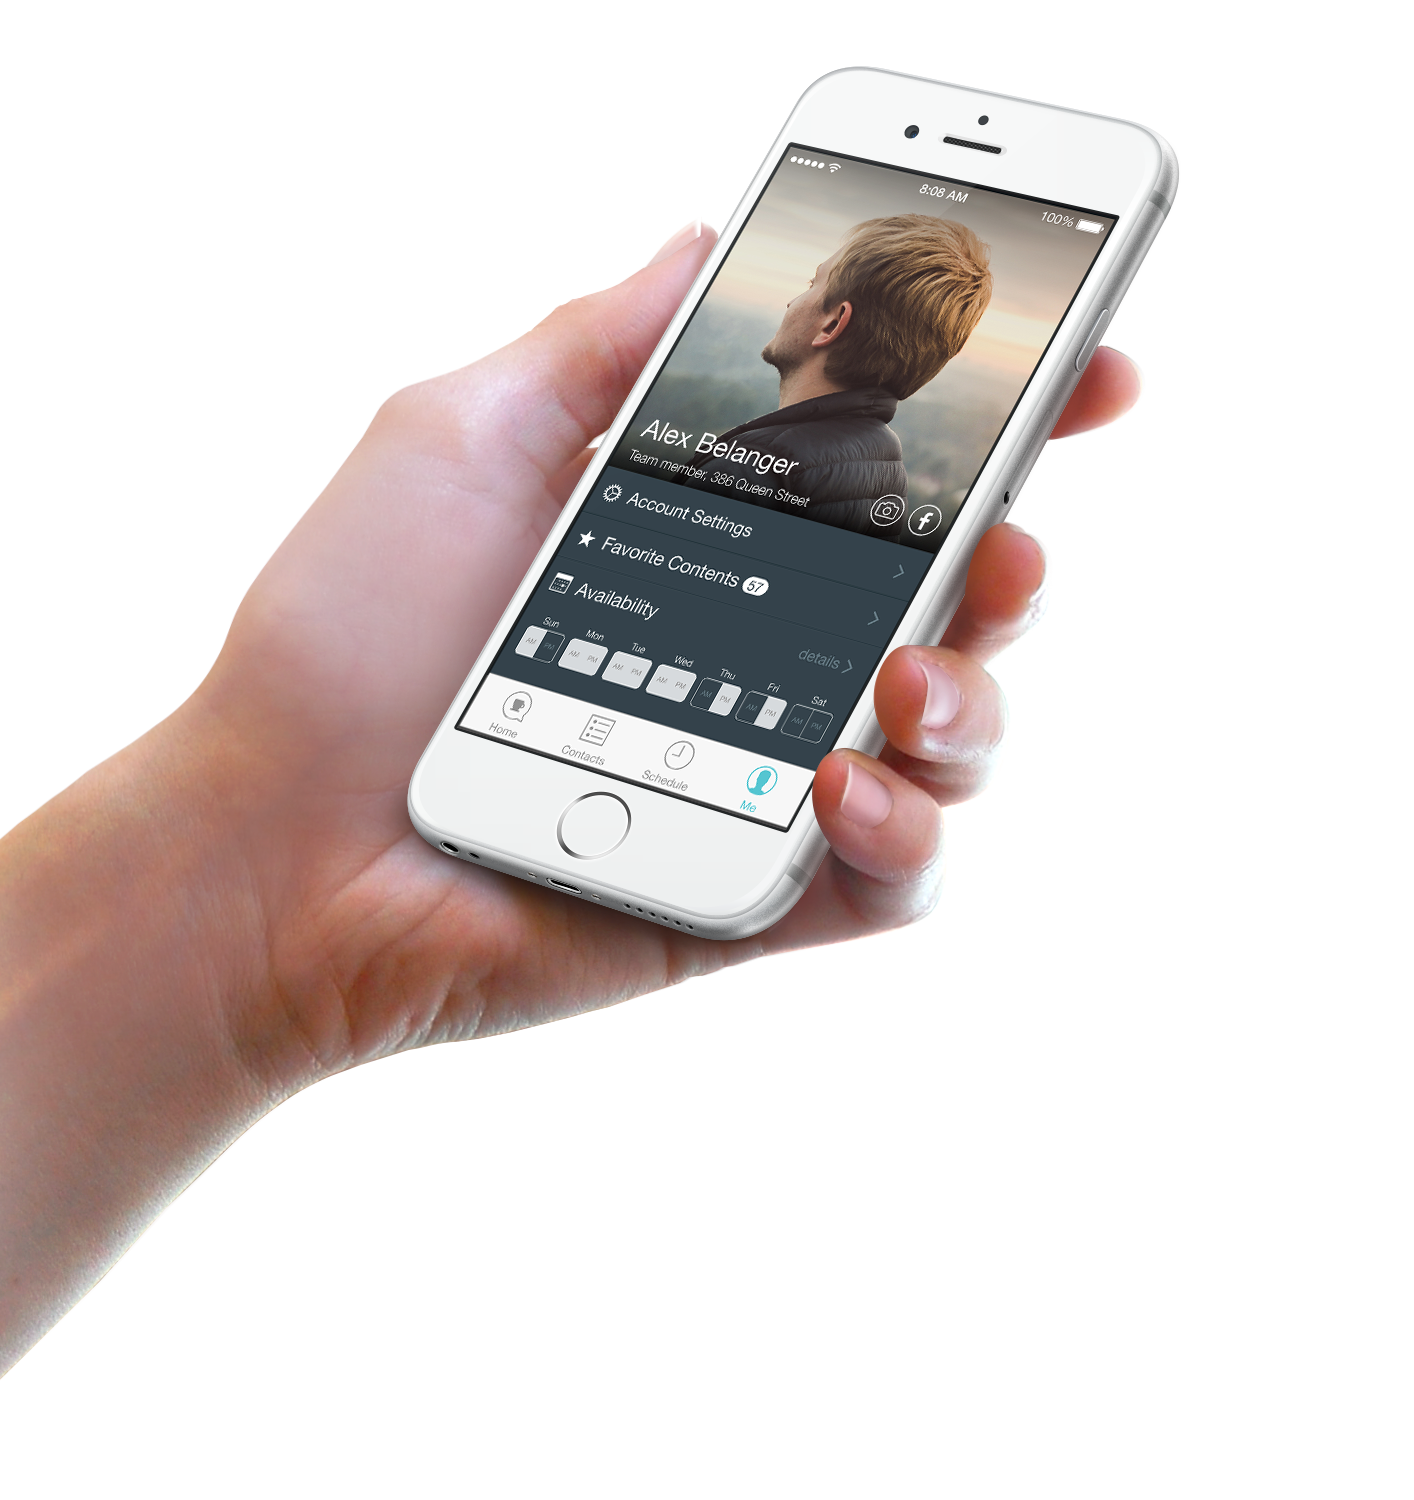 8:08 AM
100%
Alex Belanger
Team member, 386 Queen Street
f
Account Settings
Favorite Contents 57
Availability
details
Sun Mon Tue Wed Thu Fri Sat
AM PM AM PM AM PM AM PM AM PM AM PM AM PM
Home Contacts Schedule Me